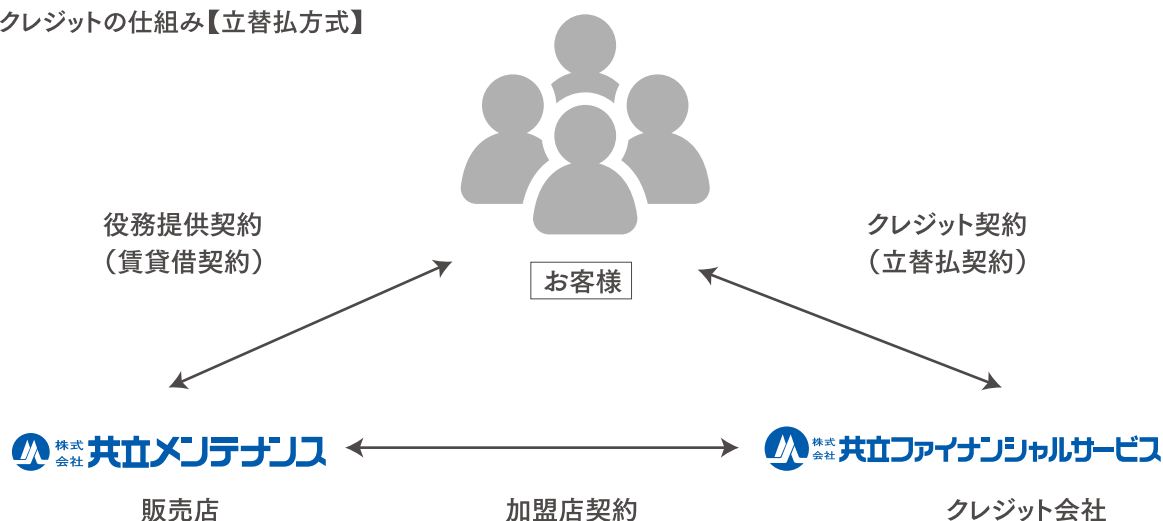 クレジットの仕組み【立替払方式】
役務提供契約
（賃貸借契約）
クレジット契約
（立替払契約）
お客様
株式会社 共立メンテナンス
株式会社 共立ファイナンシャルサービス
販売店
加盟店契約
クレジット会社